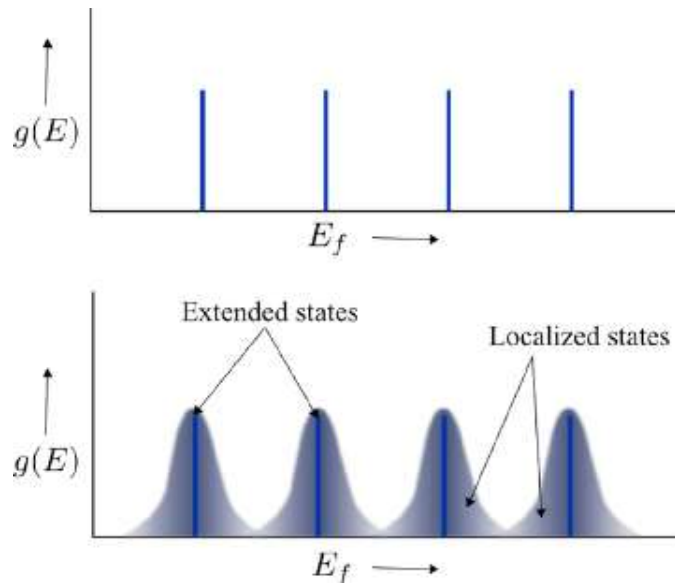 g(E)
E_f
Extended states
Localized states
g(E)
E_f